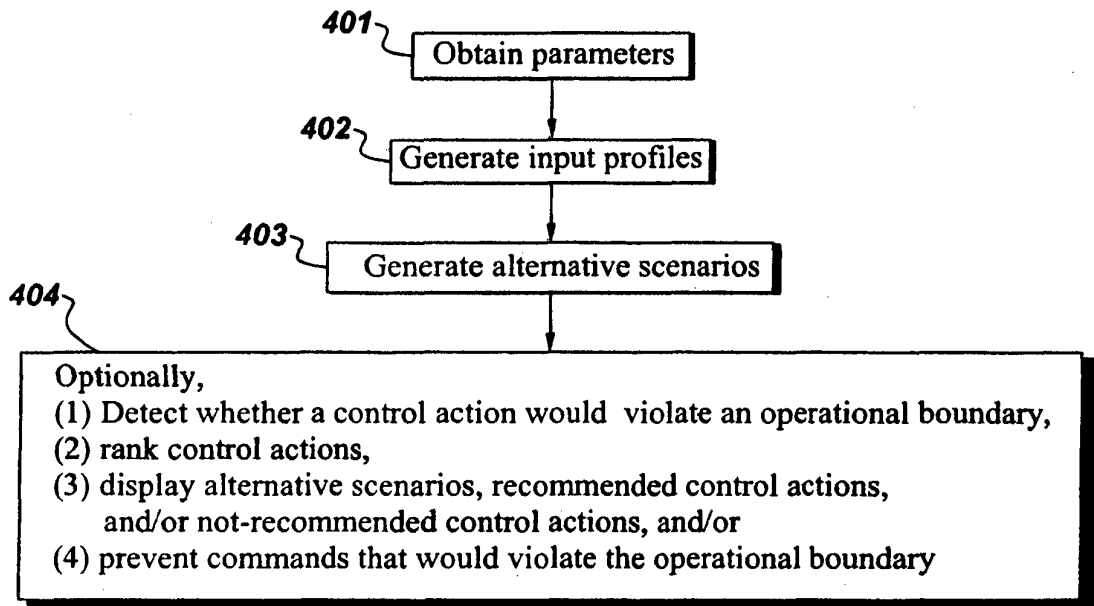 401
Obtain parameters
402
Generate input profiles
403
Generate alternative scenarios
404
Optionally,
(1) Detect whether a control action would violate an operational boundary,
(2) rank control actions,
(3) display alternative scenarios, recommended control actions,
and/or not-recommended control actions, and/or
(4) prevent commands that would violate the operational boundary